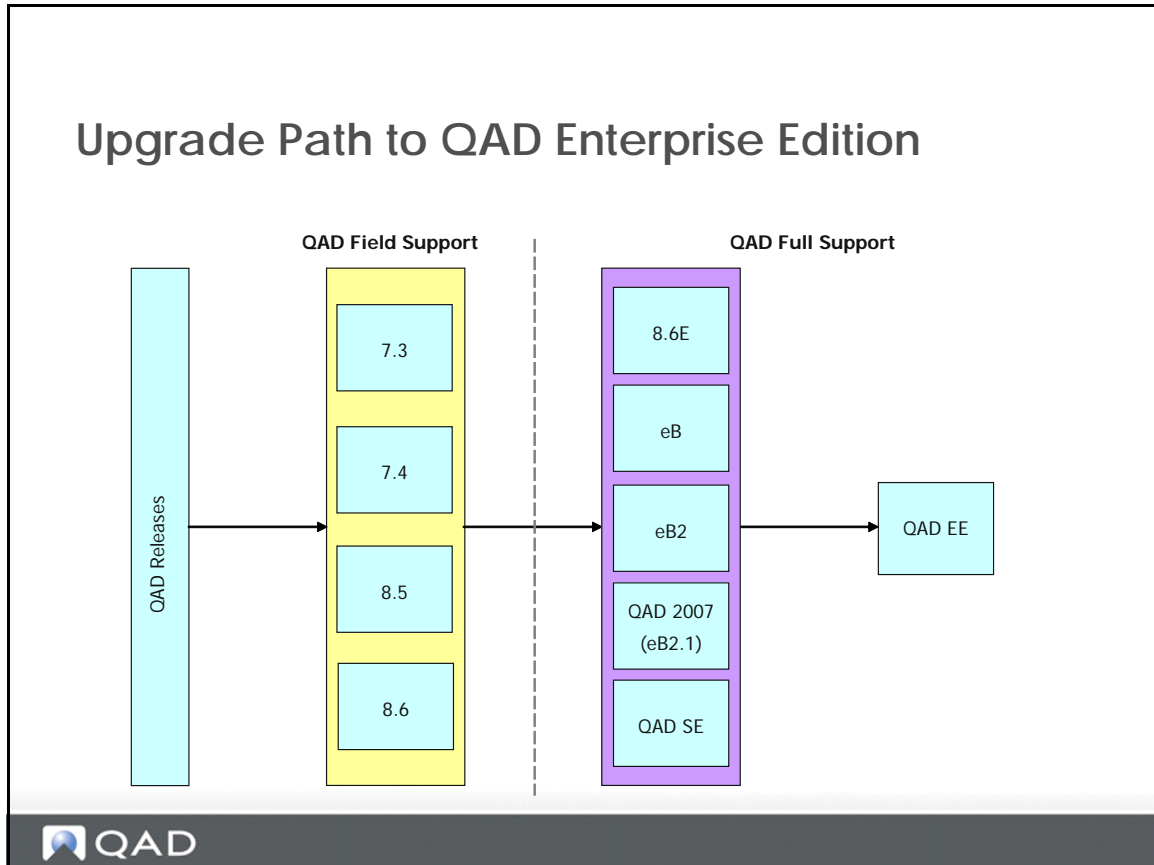 Upgrade Path to QAD Enterprise Edition
QAD Field Support
QAD Full Support
QAD Releases
7.3
7.4
8.5
8.6
8.6E
eB
eB2
QAD 2007
(eB2.1)
QAD SE
QAD EE
QAD